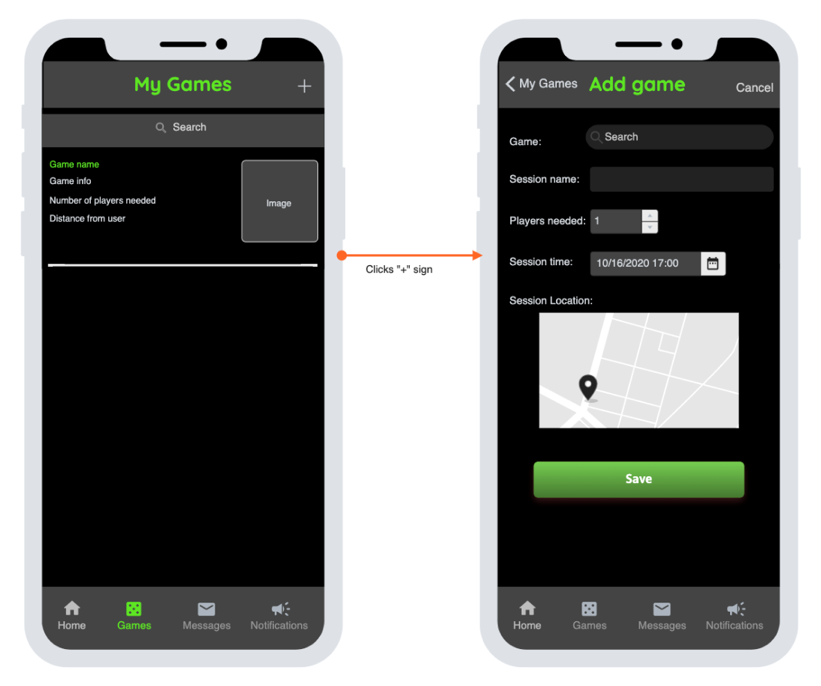 My Games
Search
Game name
Game info
Number of players needed
Distance from user
Image
Home
Games
Messages
Notifications
Clicks "+" sign
My Games
Add game
Cancel
Game:
Search
Session name:
Players needed:
1
Session time:
10/16/2020 17:00
Session Location:
Save
Home
Games
Messages
Notifications